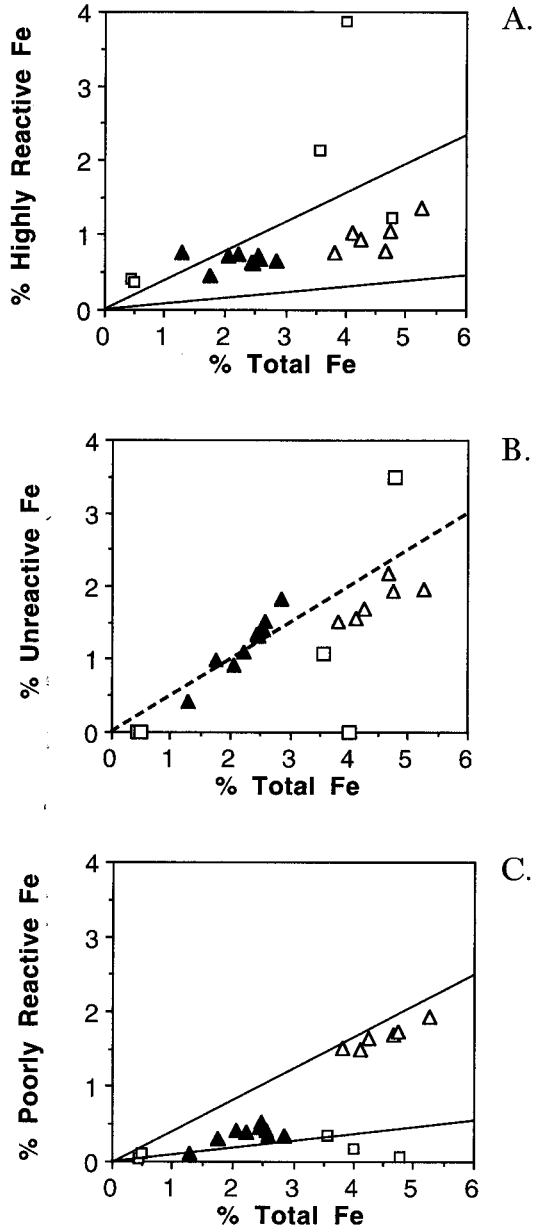 A.
% Highly Reactive Fe
4
3
2
1
0
0 1 2 3 4 5 6
% Total Fe
B.
% Unreactive Fe
4
3
2
1
0
0 1 2 3 4 5 6
% Total Fe
C.
% Poorly Reactive Fe
4
3
2
1
0
0 1 2 3 4 5 6
% Total Fe